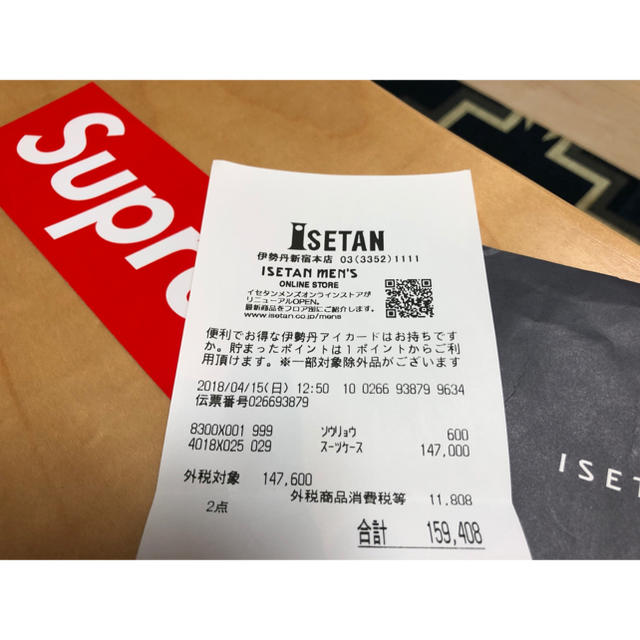 Supre
ISETAN
伊勢丹新宿本店 03(3352)1111
ISETAN MEN'S
ONLINE STORE
イセタンメンズオンラインストアが
リニューアルOPEN。
最新商品をフロア別にご紹介します。
www.isetan.co.jp/mens
便利でお得な伊勢丹アイカードはお持ちです
か。貯まったポイントは1ポイントからご利
用頂けます。※一部対象除外品がございます
2018/04/15(日) 12:50 10 0266 93879 9634
伝票番号026693879
8300X001 999 ソウリョウ 600
4018X025 029 スーツケース 147,000
外税対象 147,600
外税商品消費税等 11,808
2点
合計 159,408
ISET